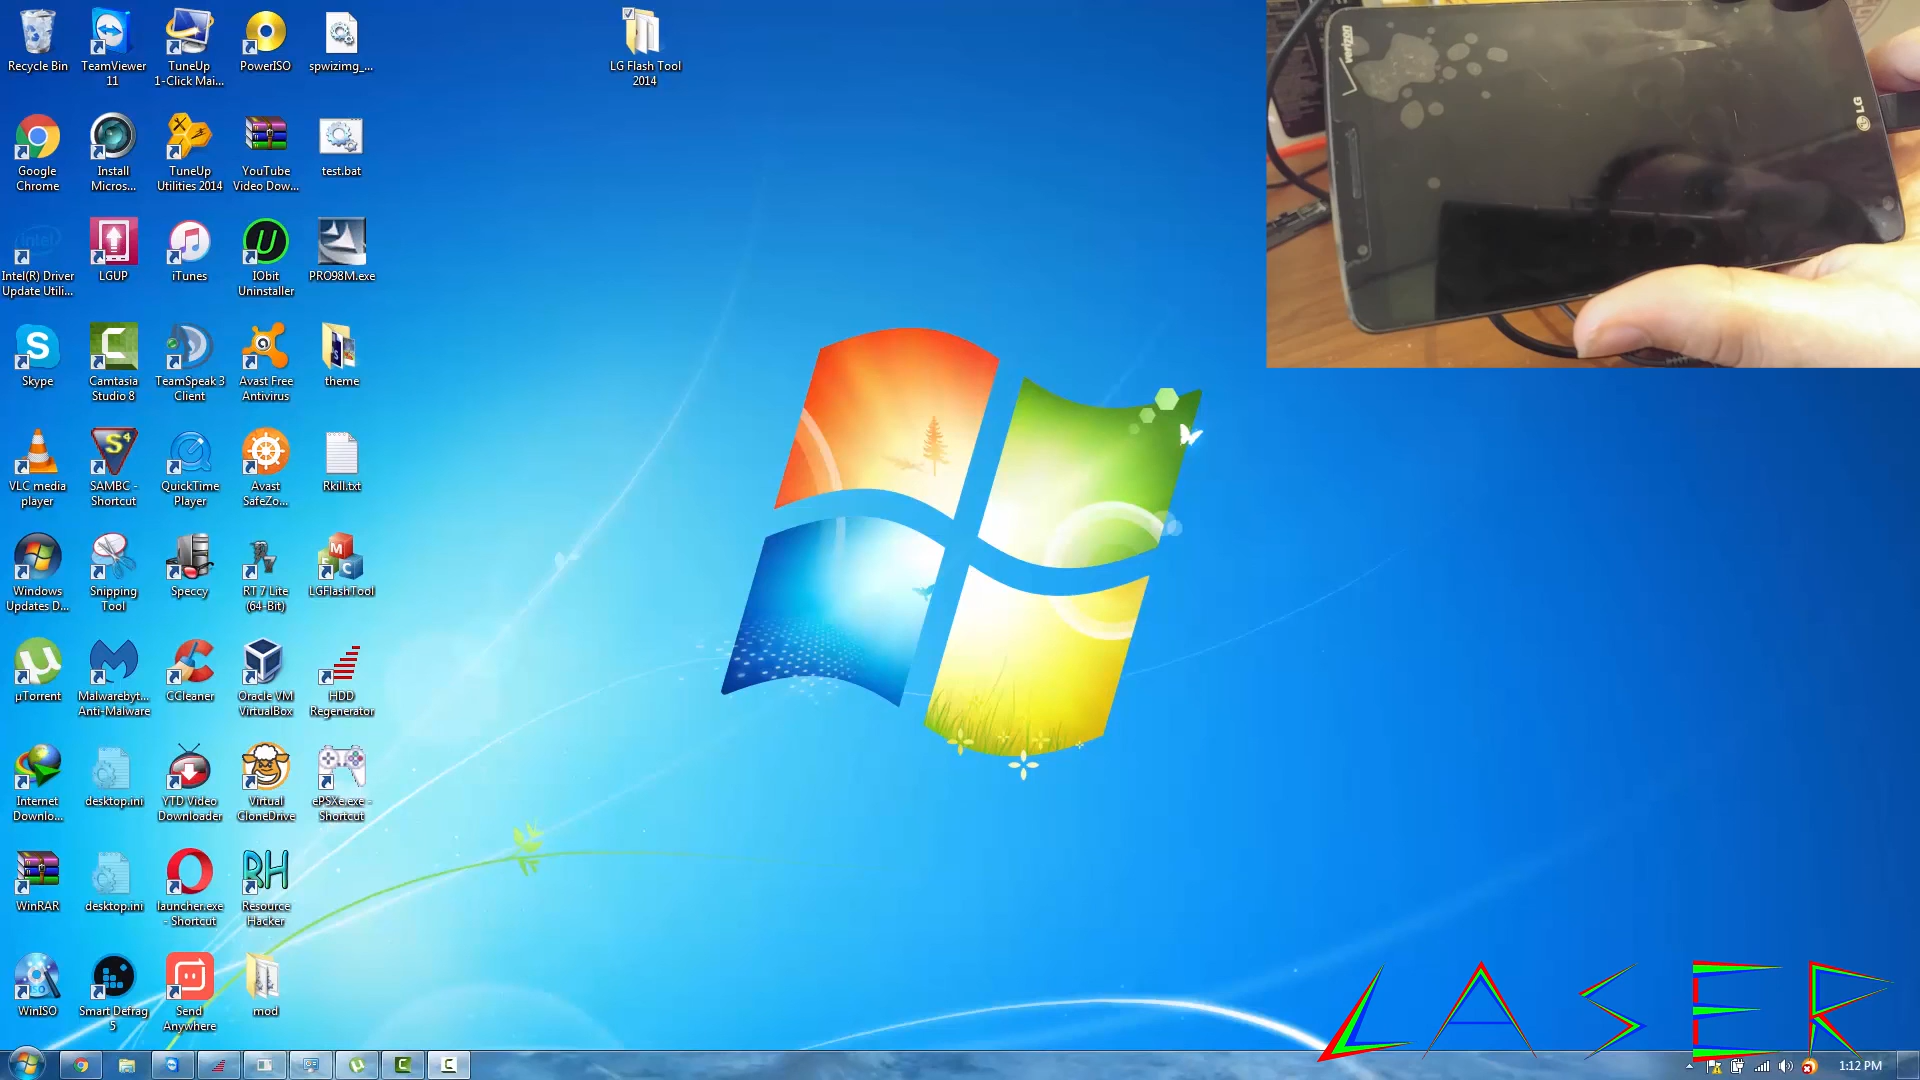 Recycle Bin
TeamViewer
11
TuneUp
1-Click Mai...
PowerISO
spwizimg_...
LG Flash Tool
2014
Google
Chrome
Install
Micros...
TuneUp
Utilities 2014
YouTube
Video Dow...
test.bat
intel
Intel(R) Driver
Update Utili...
LGUP
iTunes
IObit
Uninstaller
PRO98M.exe
Skype
Camtasia
Studio 8
TeamSpeak 3
Client
Avast Free
Antivirus
theme
VLC media
player
SAMBC -
Shortcut
QuickTime
Player
Avast
SafeZo...
Rkill.txt
Windows
Updates D...
Snipping
Tool
Speccy
RT 7 Lite
(64-Bit)
LGFlashTool
µTorrent
Malwarebyt...
Anti-Malware
CCleaner
Oracle VM
VirtualBox
HDD
Regenerator
Internet
Downlo...
desktop.ini
YTD Video
Downloader
Virtual
CloneDrive
ePSXe.exe -
Shortcut
WinRAR
desktop.ini
launcher.exe
- Shortcut
RH
Resource
Hacker
WinISO
Smart Defrag
5
Send
Anywhere
mod
verizon
LG
LASER
1:12 PM